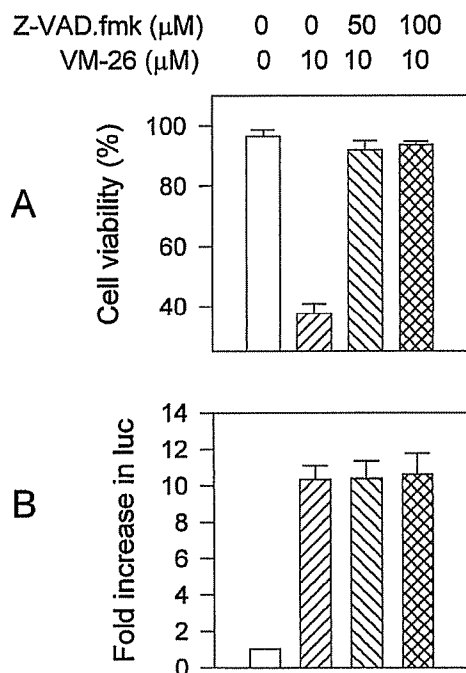 Z-VAD.fmk (μM) 0 0 50 100
VM-26 (μM) 0 10 10 10
A
Cell viability (%)
100
80
60
40
B
Fold increase in luc
14
12
10
8
6
4
2
0